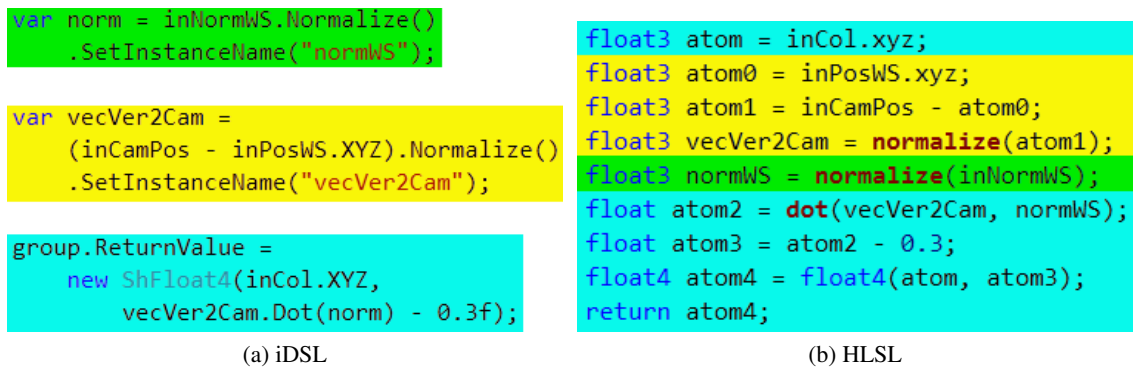 var norm = inNormWS.Normalize()
.SetInstanceName("normWS");
var vecVer2Cam =
(inCamPos - inPosWS.XYZ).Normalize()
.SetInstanceName("vecVer2Cam");
group.ReturnValue =
new ShFloat4(inCol.XYZ,
vecVer2Cam.Dot(norm) - 0.3f);
(a) iDSL
float3 atom = inCol.xyz;
float3 atom0 = inPosWS.xyz;
float3 atom1 = inCamPos - atom0;
float3 vecVer2Cam = normalize(atom1);
float3 normWS = normalize(inNormWS);
float atom2 = dot(vecVer2Cam, normWS);
float atom3 = atom2 - 0.3;
float4 atom4 = float4(atom, atom3);
return atom4;
(b) HLSL